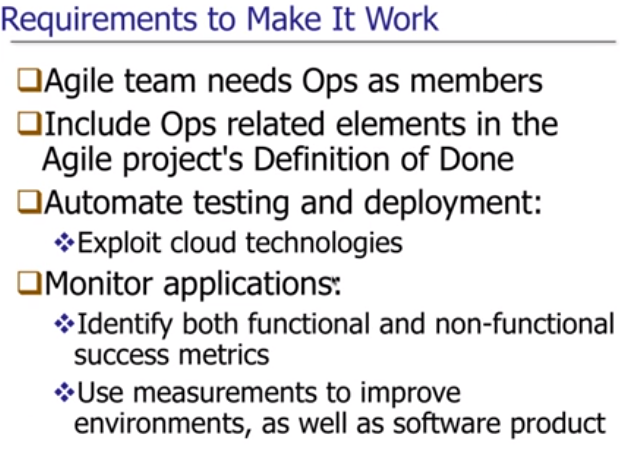 Requirements to Make It Work
Agile team needs Ops as members
Include Ops related elements in the
Agile project's Definition of Done
Automate testing and deployment:
Exploit cloud technologies
Monitor applications:
Identify both functional and non-functional
success metrics
Use measurements to improve
environments, as well as software product